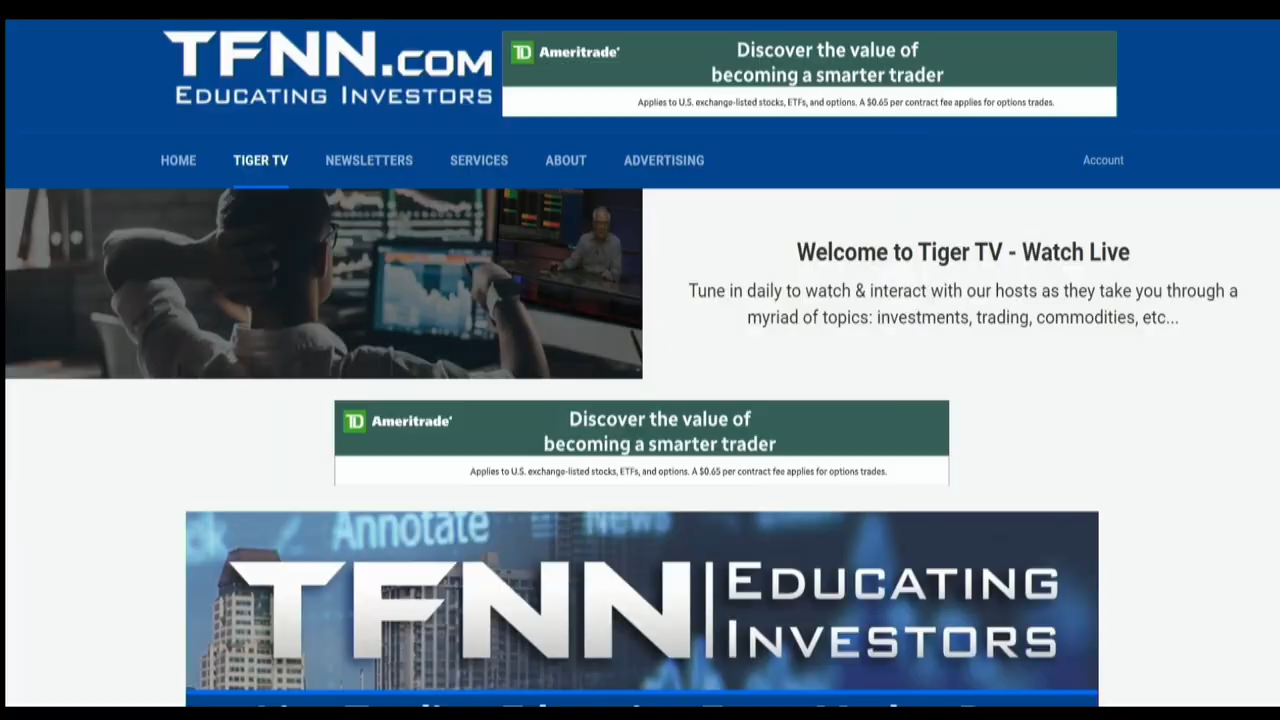 TFNN.COM
EDUCATING INVESTORS
TD Ameritrade
Discover the value of
becoming a smarter trader
Applies to U.S. exchange-listed stocks, ETFs, and options. A $0.65 per contract fee applies for options trades.
HOME TIGER TV NEWSLETTERS SERVICES ABOUT ADVERTISING Account
Welcome to Tiger TV - Watch Live
Tune in daily to watch & interact with our hosts as they take you through a
myriad of topics: investments, trading, commodities, etc...
TD Ameritrade
Discover the value of
becoming a smarter trader
Applies to U.S. exchange-listed stocks, ETFs, and options. A $0.65 per contract fee applies for options trades.
Annotate News
TFNN EDUCATING
INVESTORS